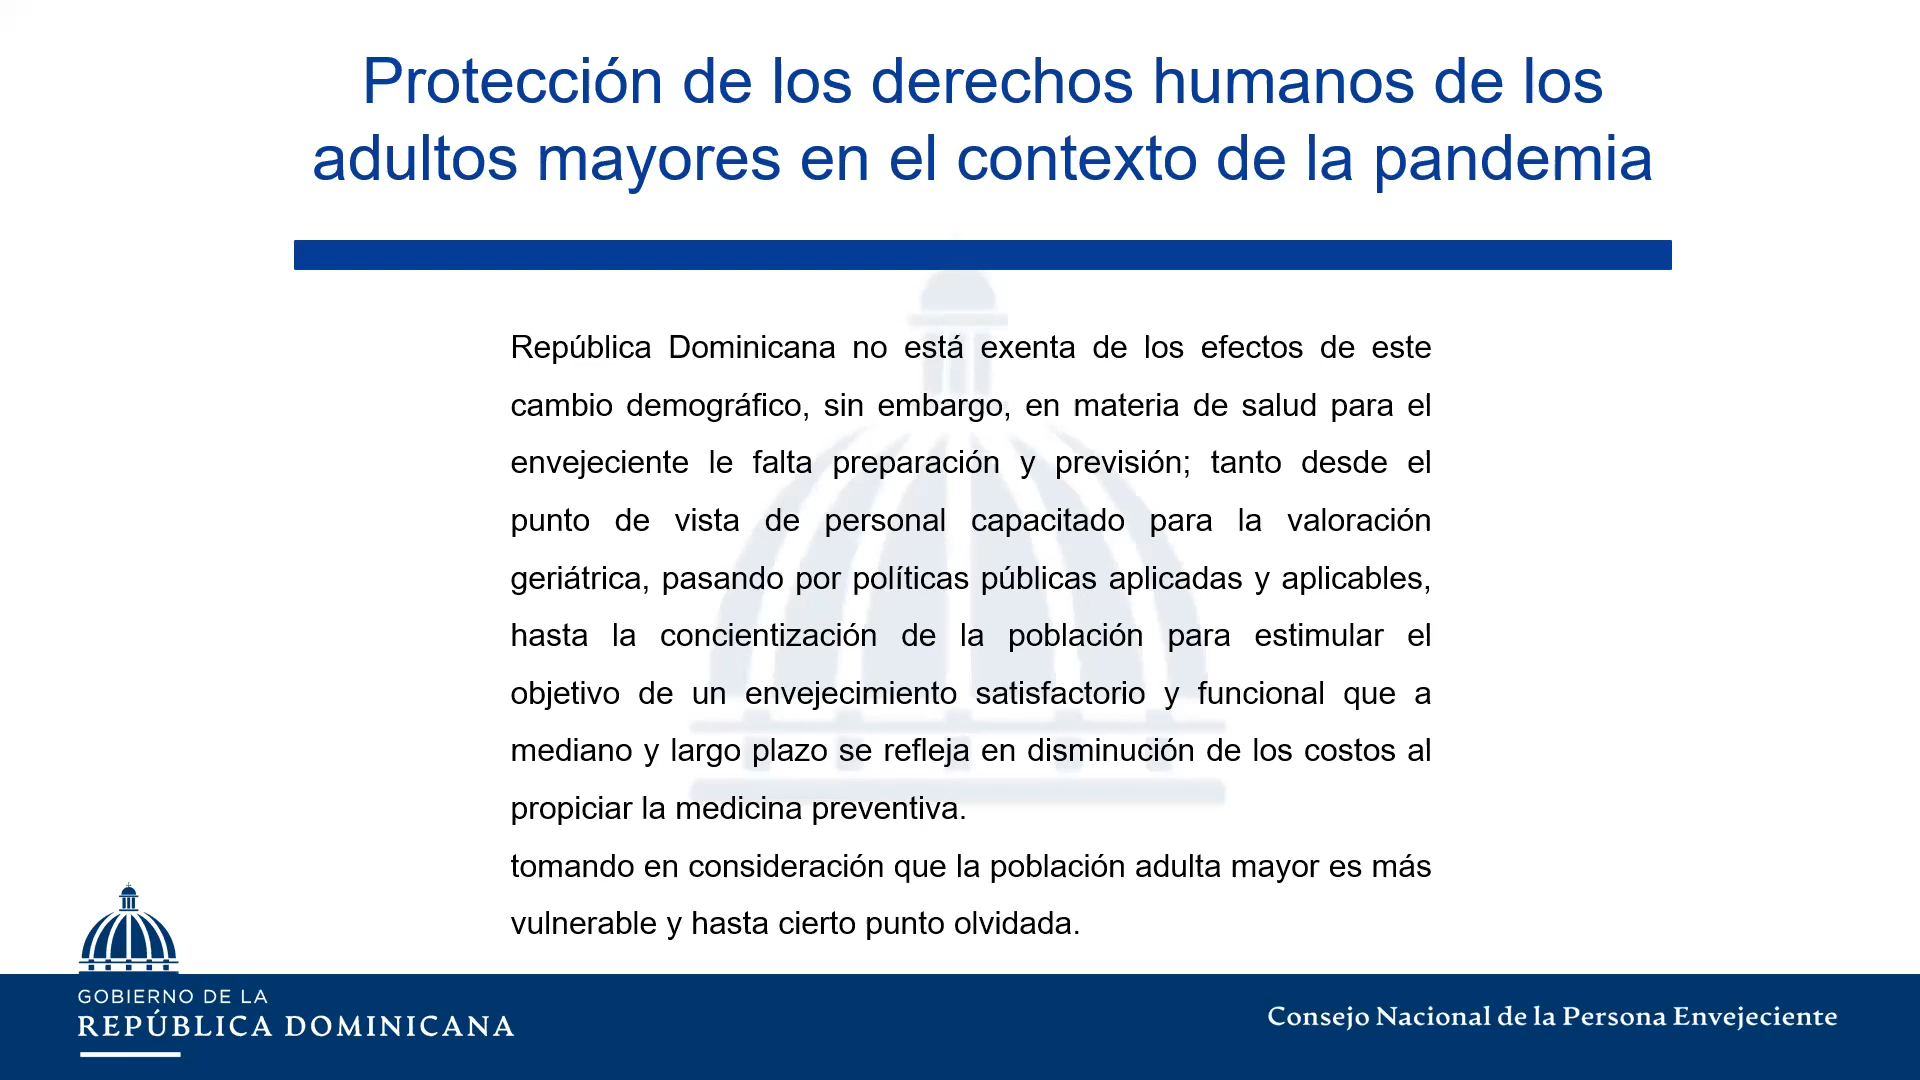 Protección de los derechos humanos de los
adultos mayores en el contexto de la pandemia
República Dominicana no está exenta de los efectos de este
cambio demográfico, sin embargo, en materia de salud para el
envejeciente le falta preparación y previsión; tanto desde el
punto de vista de personal capacitado para la valoración
geriátrica, pasando por políticas públicas aplicadas y aplicables,
hasta la concientización de la población para estimular el
objetivo de un envejecimiento satisfactorio y funcional que a
mediano y largo plazo se refleja en disminución de los costos al
propiciar la medicina preventiva.
tomando en consideración que la población adulta mayor es más
vulnerable y hasta cierto punto olvidada.
GOBIERNO DE LA
REPÚBLICA DOMINICANA
Consejo Nacional de la Persona Envejeciente